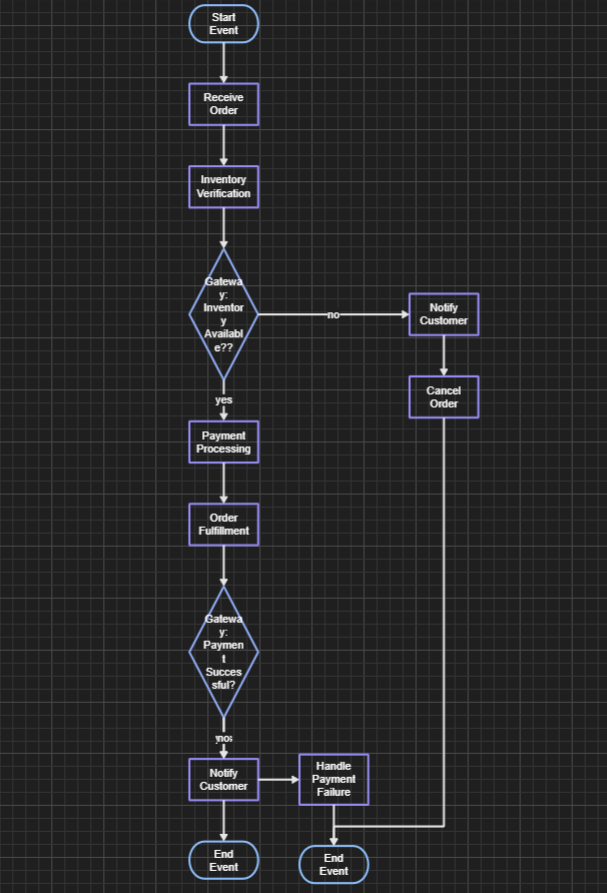 Start
Event
Receive
Order
Inventory
Verification
Gatewa
y:
Inventor
y
Availabl
e??
no
Notify
Customer
Cancel
Order
yes
Payment
Processing
Order
Fulfillment
Gatewa
y:
Paymen
t
Succes
sful?
Notify
Customer
Handle
Payment
Failure
End
Event
End
Event